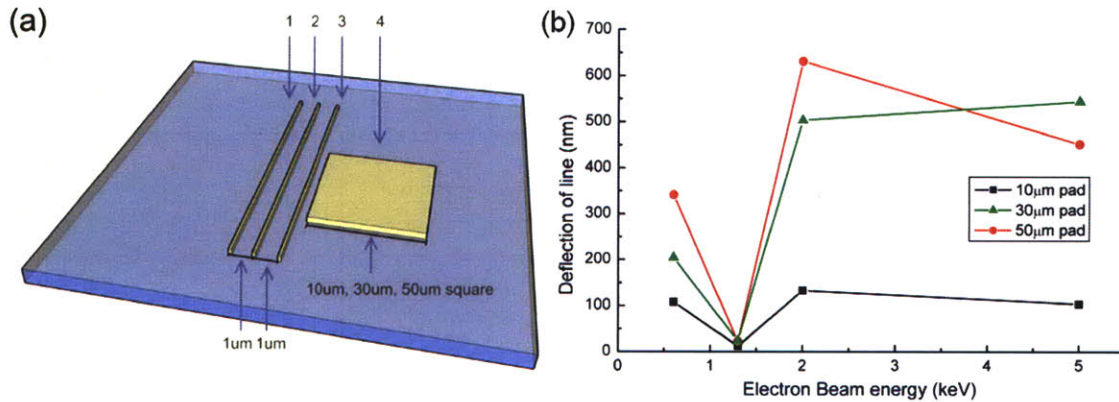 (a)
1 2 3 4
10um, 30um, 50um square
1um 1um
(b)
Deflection of line (nm)
700
600
500
400
300
200
100
0
10μm pad
30μm pad
50μm pad
0 1 2 3 4 5
Electron Beam energy (keV)